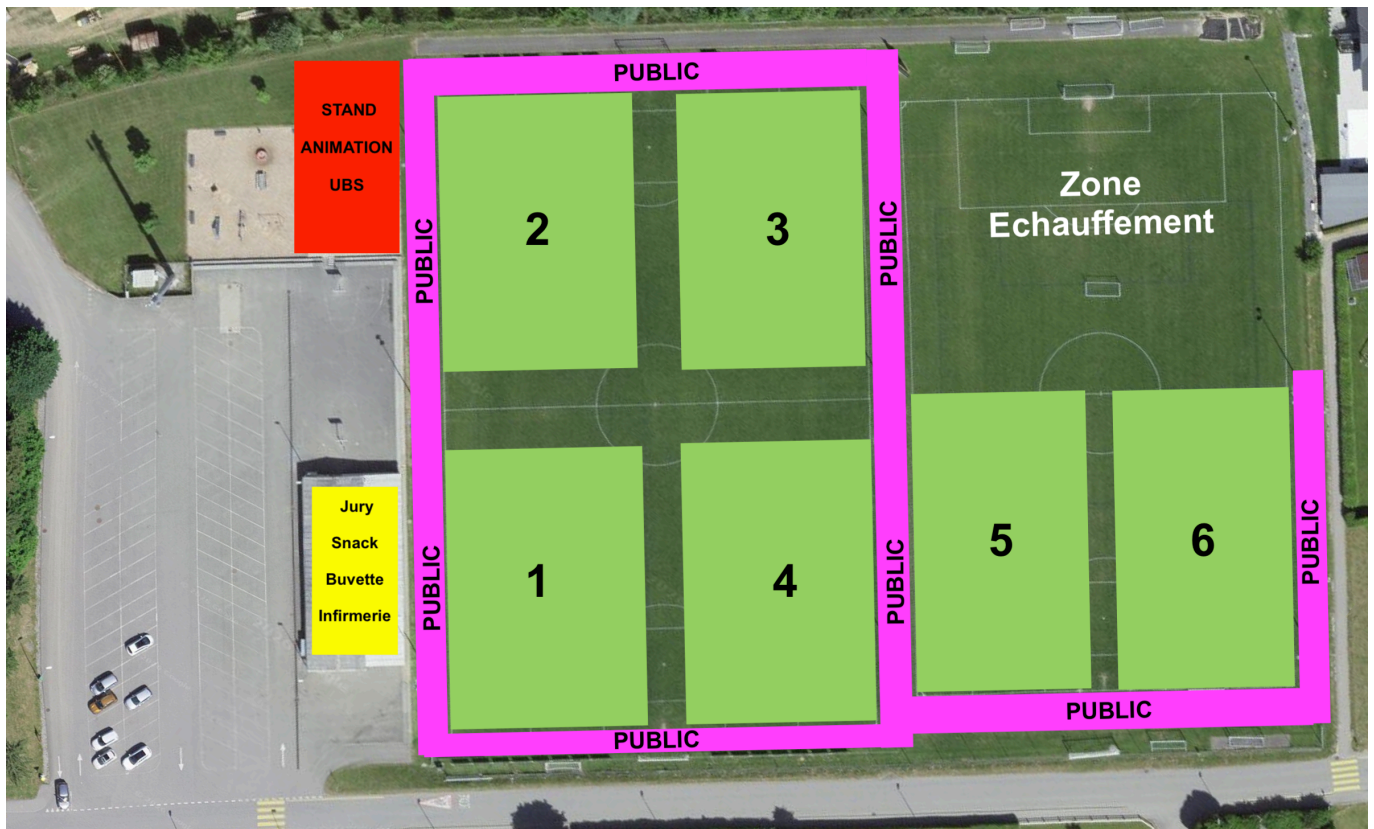 PUBLIC
STAND
ANIMATION
UBS
Zone
Echauffement
2
3
PUBLIC
PUBLIC
Jury
Snack
Buvette
Infirmerie
1
4
5
6
PUBLIC
PUBLIC
PUBLIC
PUBLIC
PUBLIC